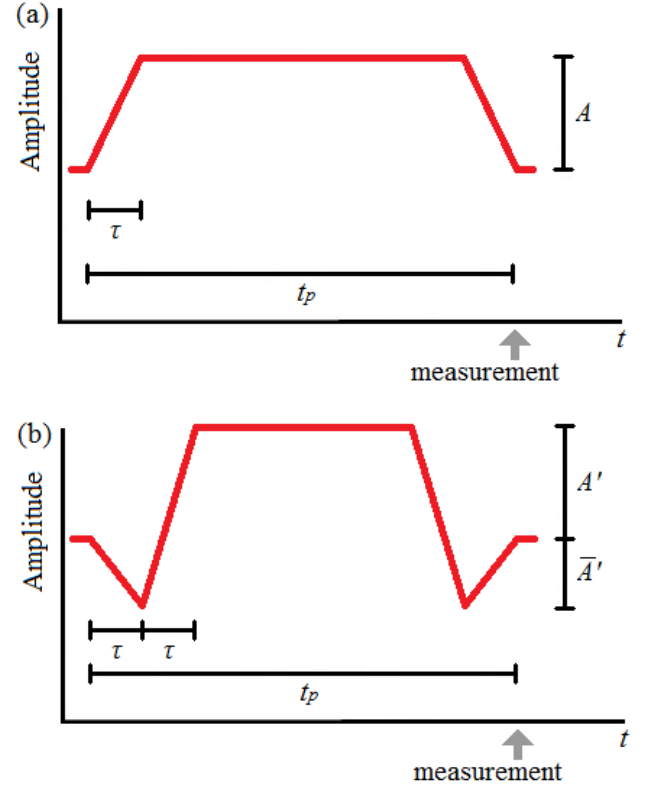 (a)
Amplitude
A
τ
tp
t
measurement
(b)
Amplitude
A'
A̅'
τ
τ
tp
t
measurement